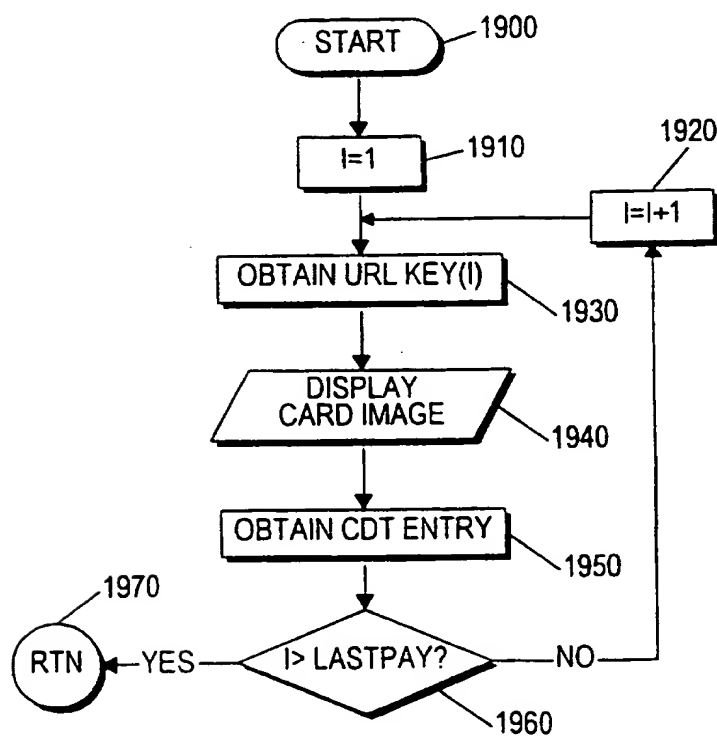 START
1900
I=1
1910
1920
I=I+1
OBTAIN URL KEY(I)
1930
DISPLAY
CARD IMAGE
1940
OBTAIN CDT ENTRY
1950
1970
RTN
YES
I> LASTPAY?
NO
1960